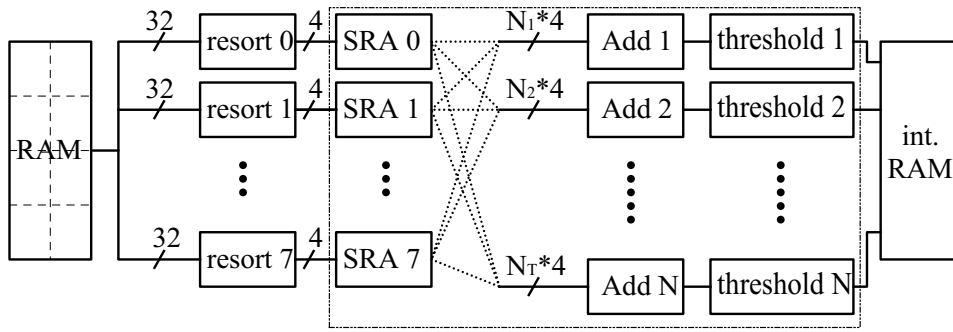 32 resort 0 4 SRA 0 N₁*4 Add 1 threshold 1
32 resort 1 4 SRA 1 N₂*4 Add 2 threshold 2
RAM
int.
RAM
32 resort 7 4 SRA 7 N_T*4 Add N threshold N